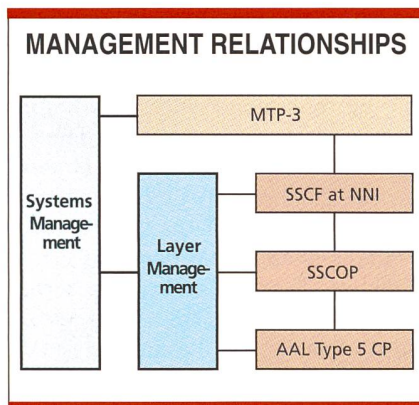 MANAGEMENT RELATIONSHIPS
MTP-3
Systems
Manage-
ment
SSCF at NNI
Layer
Manage-
ment
SSCOP
AAL Type 5 CP